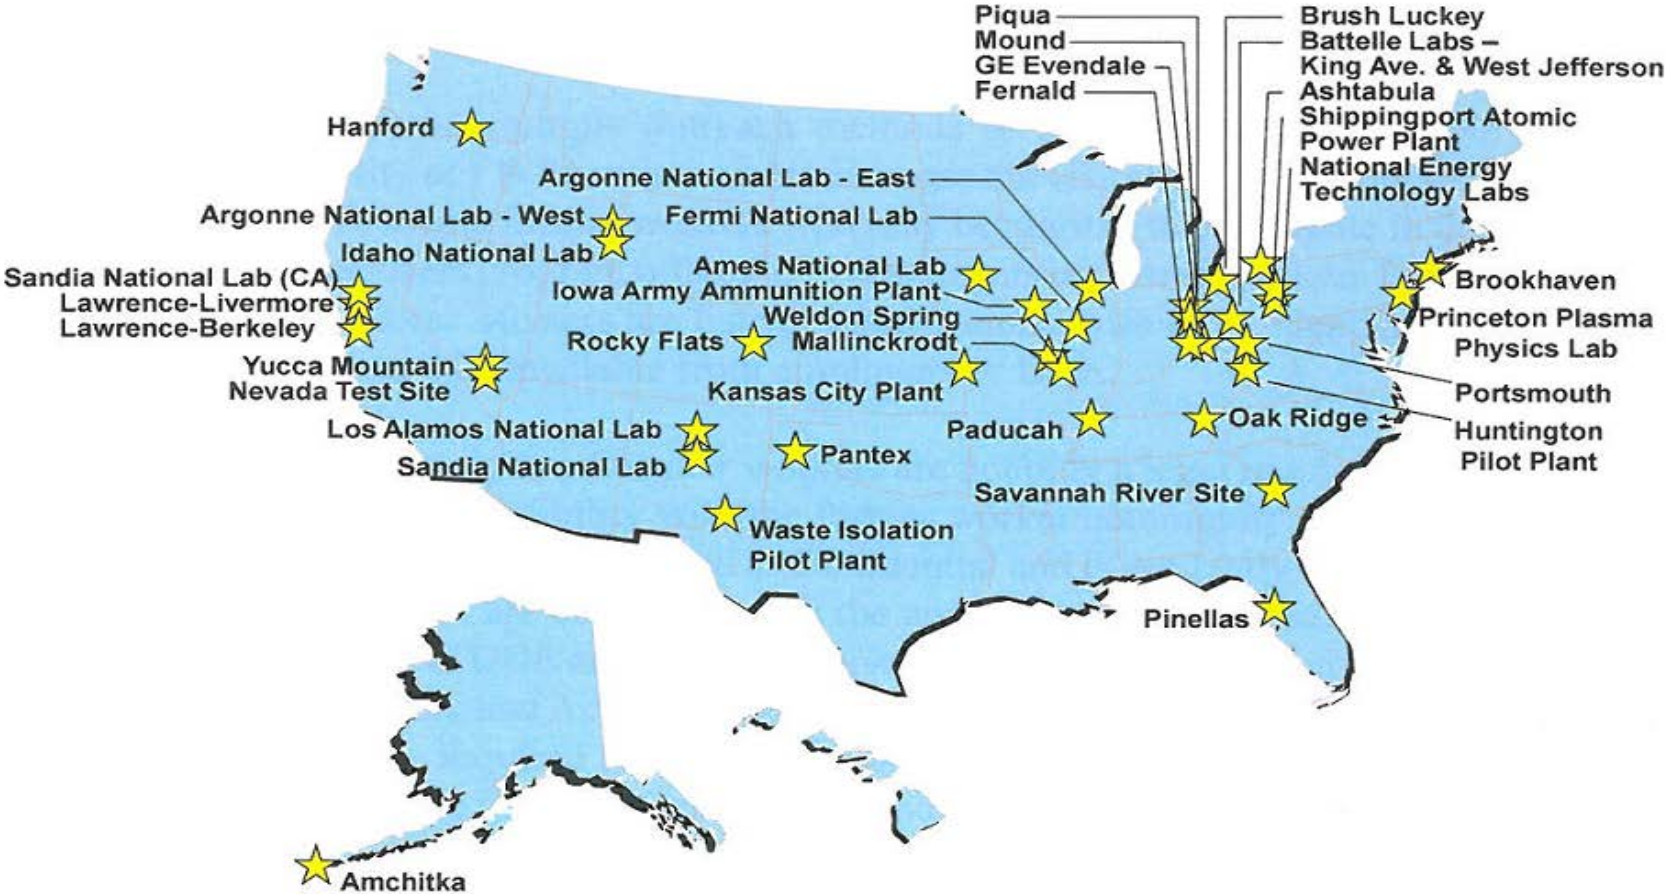 Piqua
Mound
GE Evendale
Fernald
Brush Luckey
Battelle Labs –
King Ave. & West Jefferson
Ashtabula
Shippingport Atomic
Power Plant
National Energy
Technology Labs
Hanford
Argonne National Lab - East
Argonne National Lab - West
Fermi National Lab
Idaho National Lab
Ames National Lab
Sandia National Lab (CA)
Iowa Army Ammunition Plant
Lawrence-Livermore
Weldon Spring
Lawrence-Berkeley
Rocky Flats
Mallinckrodt
Brookhaven
Princeton Plasma
Physics Lab
Yucca Mountain
Nevada Test Site
Kansas City Plant
Portsmouth
Los Alamos National Lab
Paducah
Oak Ridge
Huntington
Pilot Plant
Sandia National Lab
Pantex
Savannah River Site
Waste Isolation
Pilot Plant
Pinellas
Amchitka